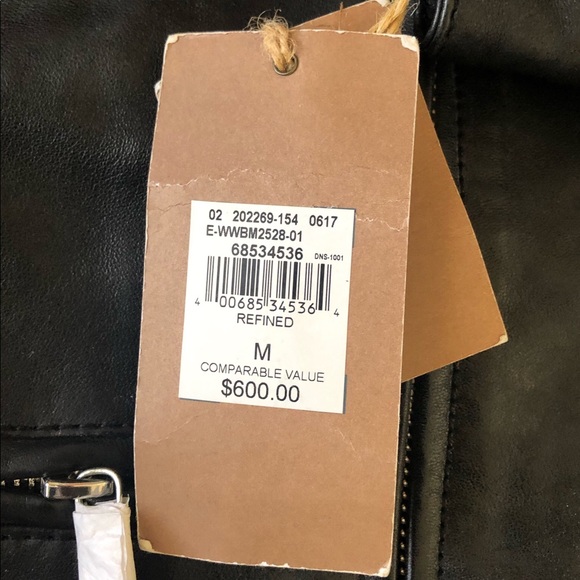 02 202269-154 0617
E-WWBM2528-01
68534536 DNS-1001
4 00685 34536 4
REFINED
M
COMPARABLE VALUE
$600.00